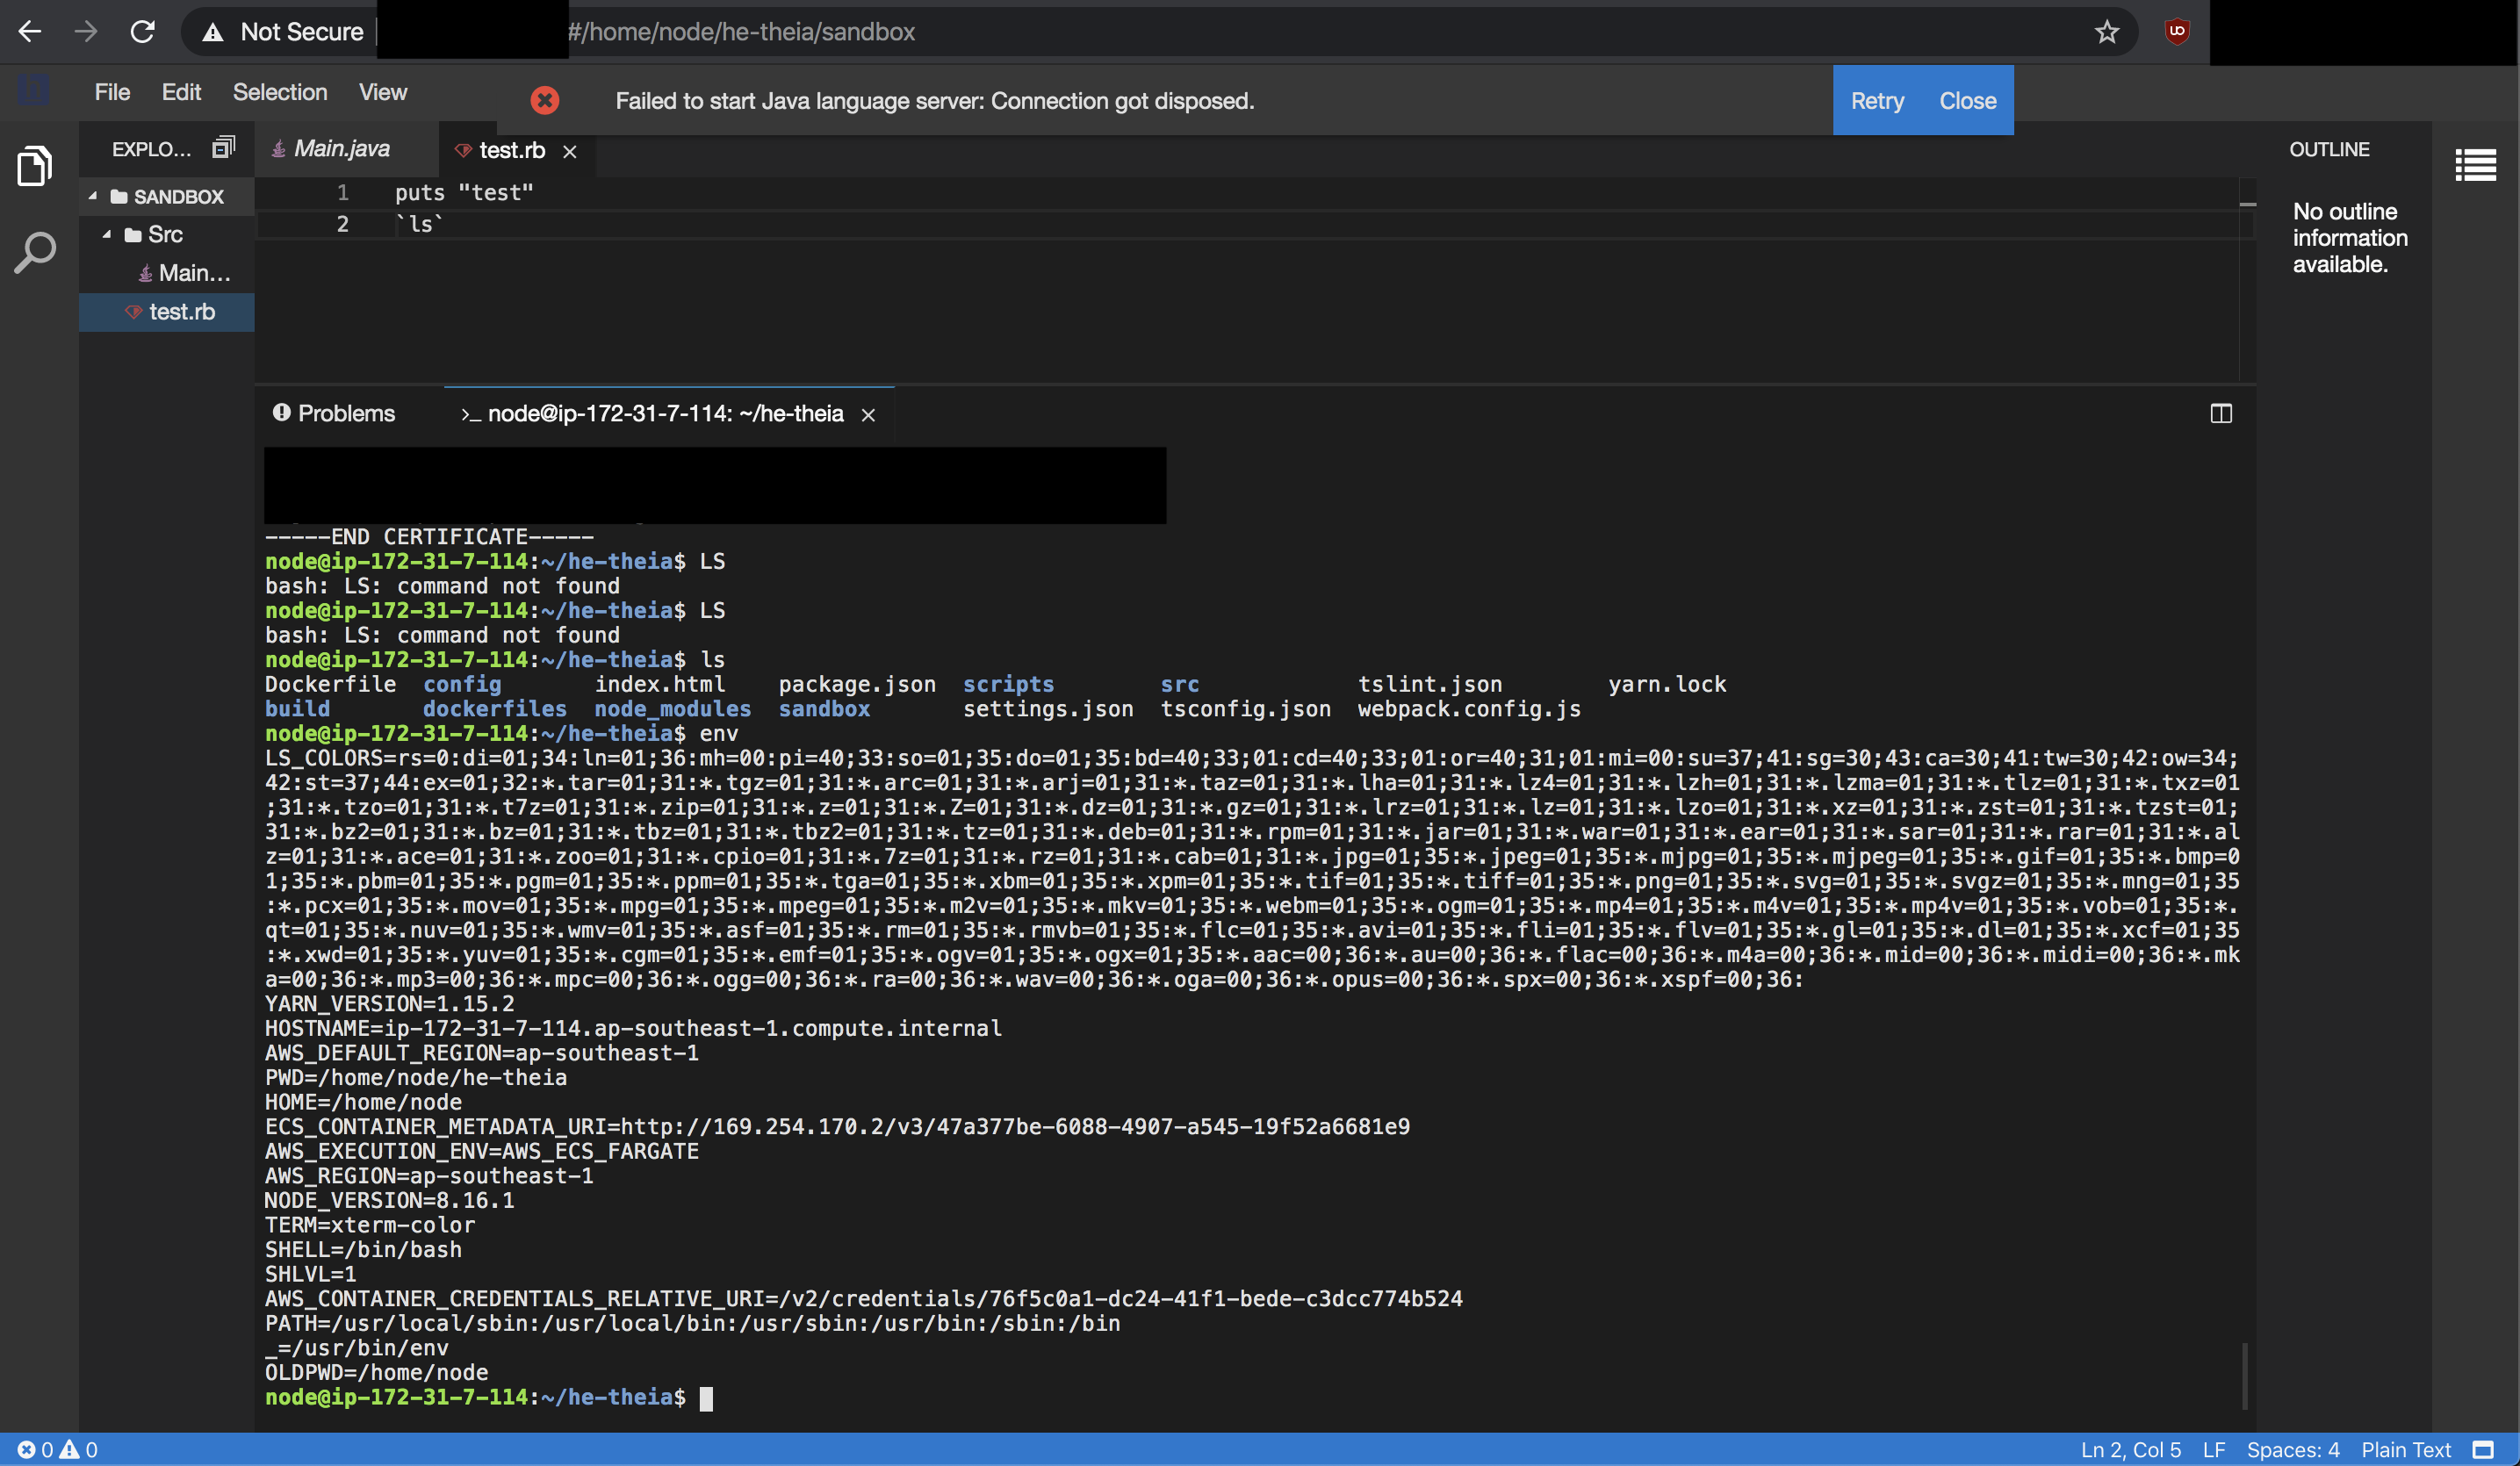 Not Secure
#/home/node/he-theia/sandbox
File Edit Selection View
Failed to start Java language server: Connection got disposed.
Retry Close
EXPLO...
Main.java
test.rb
OUTLINE
SANDBOX
Src
Main...
test.rb
1 puts "test"
2 `ls`
No outline
information
available.
Problems
>_ node@ip-172-31-7-114: ~/he-theia
-----END CERTIFICATE-----
node@ip-172-31-7-114:~/he-theia$ LS
bash: LS: command not found
node@ip-172-31-7-114:~/he-theia$ LS
bash: LS: command not found
node@ip-172-31-7-114:~/he-theia$ ls
Dockerfile config index.html package.json scripts src tslint.json yarn.lock
build dockerfiles node_modules sandbox settings.json tsconfig.json webpack.config.js
node@ip-172-31-7-114:~/he-theia$ env
LS_COLORS=rs=0:di=01;34:ln=01;36:mh=00:pi=40;33:so=01;35:do=01;35:bd=40;33;01:cd=40;33;01:or=40;31;01:mi=00:su=37;41:sg=30;43:ca=30;41:tw=30;42:ow=34;
42:st=37;44:ex=01;32:*.tar=01;31:*.tgz=01;31:*.arc=01;31:*.arj=01;31:*.taz=01;31:*.lha=01;31:*.lz4=01;31:*.lzh=01;31:*.lzma=01;31:*.tlz=01;31:*.txz=01
;31:*.tzo=01;31:*.t7z=01;31:*.zip=01;31:*.z=01;31:*.Z=01;31:*.dz=01;31:*.gz=01;31:*.lrz=01;31:*.lz=01;31:*.lzo=01;31:*.xz=01;31:*.zst=01;31:*.tzst=01;
31:*.bz2=01;31:*.bz=01;31:*.tbz=01;31:*.tbz2=01;31:*.tz=01;31:*.deb=01;31:*.rpm=01;31:*.jar=01;31:*.war=01;31:*.ear=01;31:*.sar=01;31:*.rar=01;31:*.al
z=01;31:*.ace=01;31:*.zoo=01;31:*.cpio=01;31:*.7z=01;31:*.rz=01;31:*.cab=01;31:*.jpg=01;35:*.jpeg=01;35:*.mjpg=01;35:*.mjpeg=01;35:*.gif=01;35:*.bmp=0
1;35:*.pbm=01;35:*.pgm=01;35:*.ppm=01;35:*.tga=01;35:*.xbm=01;35:*.xpm=01;35:*.tif=01;35:*.tiff=01;35:*.png=01;35:*.svg=01;35:*.svgz=01;35:*.mng=01;35
:*.pcx=01;35:*.mov=01;35:*.mpg=01;35:*.mpeg=01;35:*.m2v=01;35:*.mkv=01;35:*.webm=01;35:*.ogm=01;35:*.mp4=01;35:*.m4v=01;35:*.mp4v=01;35:*.vob=01;35:*.
qt=01;35:*.nuv=01;35:*.wmv=01;35:*.asf=01;35:*.rm=01;35:*.rmvb=01;35:*.flc=01;35:*.avi=01;35:*.fli=01;35:*.flv=01;35:*.gl=01;35:*.dl=01;35:*.xcf=01;35
:*.xwd=01;35:*.yuv=01;35:*.cgm=01;35:*.emf=01;35:*.ogv=01;35:*.ogx=01;35:*.aac=00;36:*.au=00;36:*.flac=00;36:*.m4a=00;36:*.mid=00;36:*.midi=00;36:*.mk
a=00;36:*.mp3=00;36:*.mpc=00;36:*.ogg=00;36:*.ra=00;36:*.wav=00;36:*.oga=00;36:*.opus=00;36:*.spx=00;36:*.xspf=00;36:
YARN_VERSION=1.15.2
HOSTNAME=ip-172-31-7-114.ap-southeast-1.compute.internal
AWS_DEFAULT_REGION=ap-southeast-1
PWD=/home/node/he-theia
HOME=/home/node
ECS_CONTAINER_METADATA_URI=http://169.254.170.2/v3/47a377be-6088-4907-a545-19f52a6681e9
AWS_EXECUTION_ENV=AWS_ECS_FARGATE
AWS_REGION=ap-southeast-1
NODE_VERSION=8.16.1
TERM=xterm-color
SHELL=/bin/bash
SHLVL=1
AWS_CONTAINER_CREDENTIALS_RELATIVE_URI=/v2/credentials/76f5c0a1-dc24-41f1-bede-c3dcc774b524
PATH=/usr/local/sbin:/usr/local/bin:/usr/sbin:/usr/bin:/sbin:/bin
_=/usr/bin/env
OLDPWD=/home/node
node@ip-172-31-7-114:~/he-theia$
0 0
Ln 2, Col 5 LF Spaces: 4 Plain Text